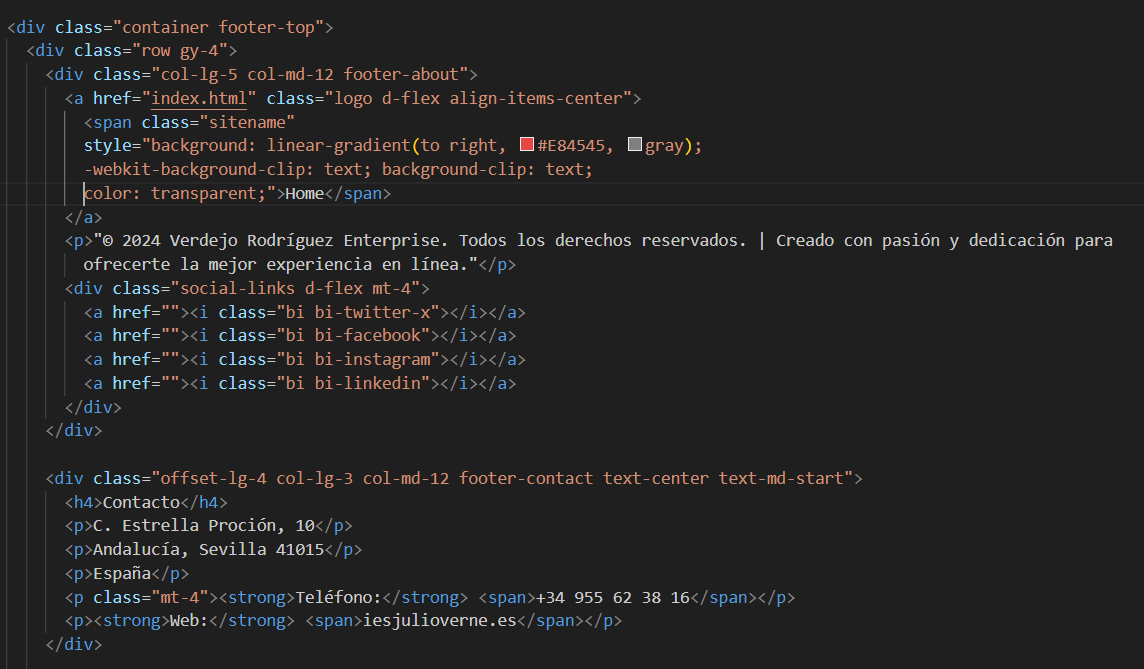 <div class="container footer-top">
<div class="row gy-4">
<div class="col-lg-5 col-md-12 footer-about">
<a href="index.html" class="logo d-flex align-items-center">
<span class="sitename"
style="background: linear-gradient(to right, #E84545, gray);
-webkit-background-clip: text; background-clip: text;
color: transparent;">Home</span>
</a>
<p>"© 2024 Verdejo Rodríguez Enterprise. Todos los derechos reservados. | Creado con pasión y dedicación para
ofrecerte la mejor experiencia en línea."</p>
<div class="social-links d-flex mt-4">
<a href=""><i class="bi bi-twitter-x"></i></a>
<a href=""><i class="bi bi-facebook"></i></a>
<a href=""><i class="bi bi-instagram"></i></a>
<a href=""><i class="bi bi-linkedin"></i></a>
</div>
</div>
<div class="offset-lg-4 col-lg-3 col-md-12 footer-contact text-center text-md-start">
<h4>Contacto</h4>
<p>C. Estrella Proción, 10</p>
<p>Andalucía, Sevilla 41015</p>
<p>España</p>
<p class="mt-4"><strong>Teléfono:</strong> <span>+34 955 62 38 16</span></p>
<p><strong>Web:</strong> <span>iesjulioverne.es</span></p>
</div>